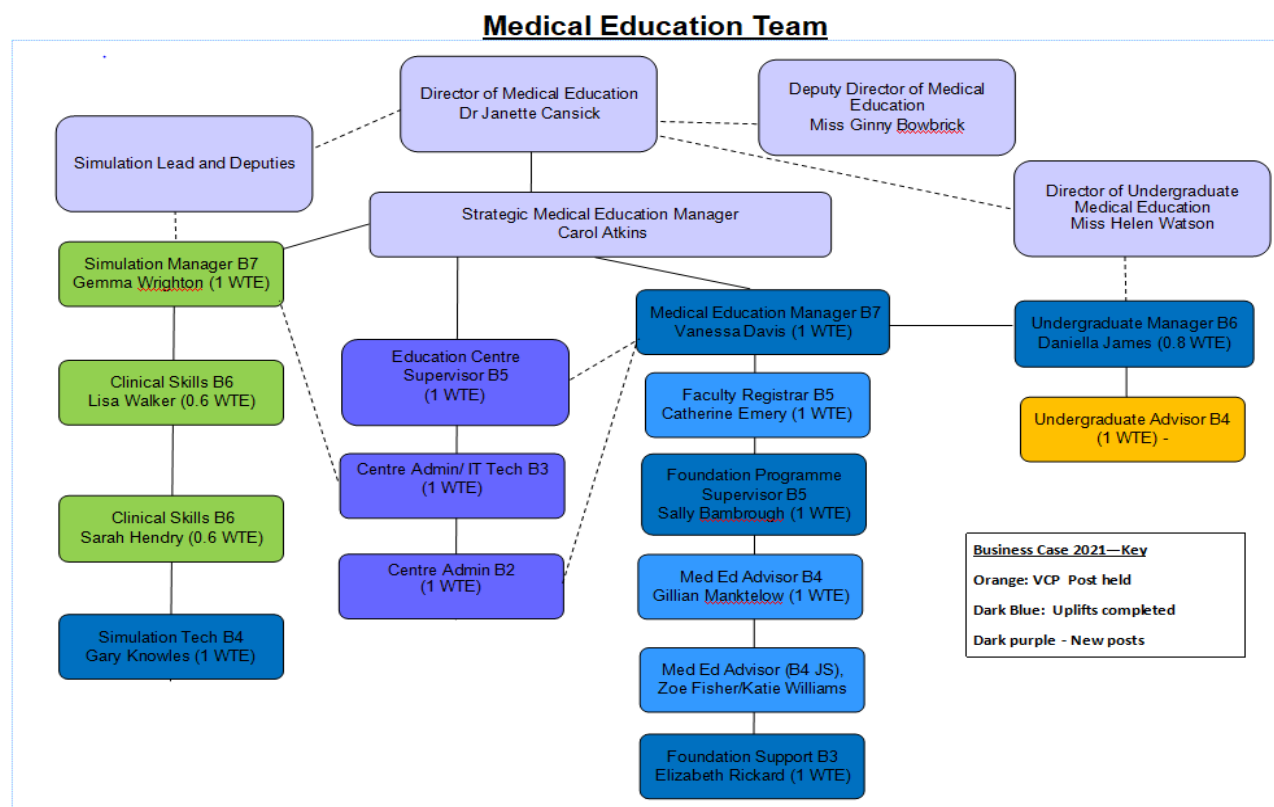 Medical Education Team
Director of Medical Education
Dr Janette Cansick
Deputy Director of Medical
Education
Miss Ginny Bowbrick
Simulation Lead and Deputies
Director of Undergraduate
Medical Education
Miss Helen Watson
Strategic Medical Education Manager
Carol Atkins
Simulation Manager B7
Gemma Wrighton (1 WTE)
Medical Education Manager B7
Vanessa Davis (1 WTE)
Undergraduate Manager B6
Daniella James (0.8 WTE)
Education Centre
Supervisor B5
(1 WTE)
Clinical Skills B6
Lisa Walker (0.6 WTE)
Faculty Registrar B5
Catherine Emery (1 WTE)
Undergraduate Advisor B4
(1 WTE) -
Centre Admin/ IT Tech B3
(1 WTE)
Foundation Programme
Supervisor B5
Sally Bambrough (1 WTE)
Clinical Skills B6
Sarah Hendry (0.6 WTE)
Centre Admin B2
(1 WTE)
Med Ed Advisor B4
Gillian Manktelow (1 WTE)
Simulation Tech B4
Gary Knowles (1 WTE)
Med Ed Advisor (B4 JS),
Zoe Fisher/Katie Williams
Foundation Support B3
Elizabeth Rickard (1 WTE)
Business Case 2021—Key
Orange: VCP  Post held
Dark Blue:  Uplifts completed
Dark purple - New posts